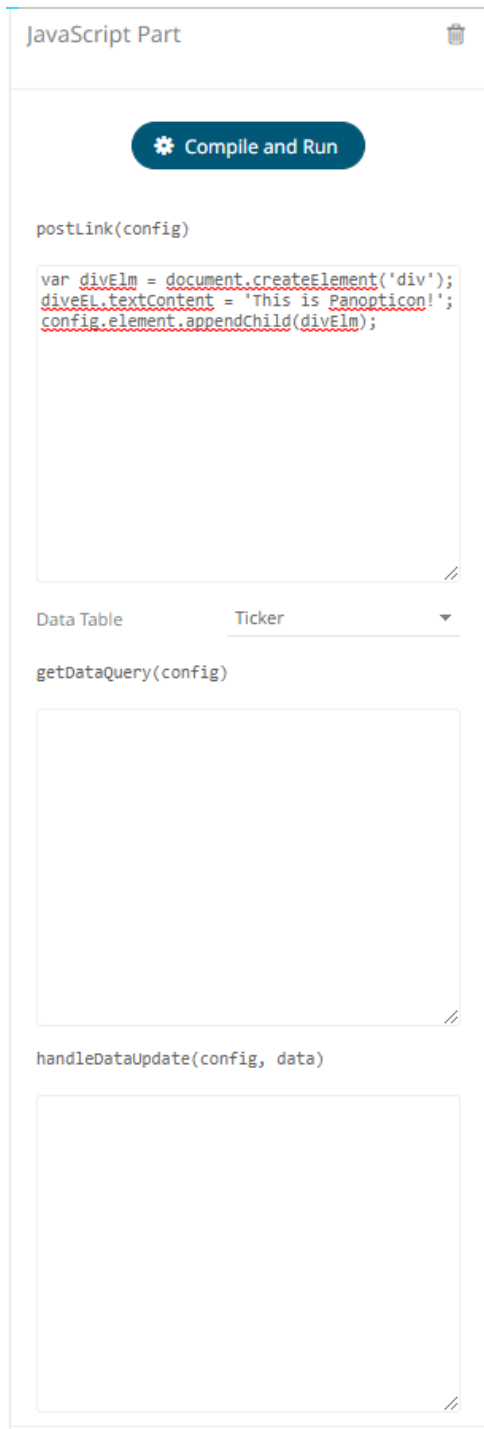 JavaScript Part
Compile and Run
postLink(config)
var divElm = document.createElement('div');
diveEL.textContent = 'This is Panopticon!';
config.element.appendChild(divElm);
Data Table Ticker
getDataQuery(config)
handleDataUpdate(config, data)